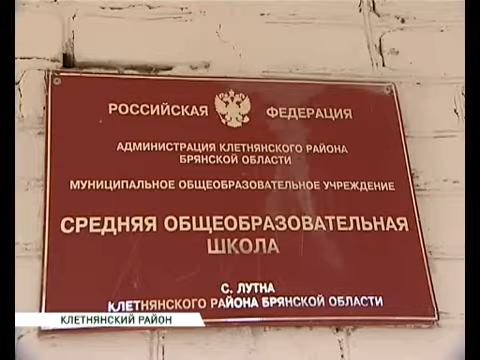 РОССИЙСКАЯ ФЕДЕРАЦИЯ
АДМИНИСТРАЦИЯ КЛЕТНЯНСКОГО РАЙОНА
БРЯНСКОЙ ОБЛАСТИ
МУНИЦИПАЛЬНОЕ ОБЩЕОБРАЗОВАТЕЛЬНОЕ УЧРЕЖДЕНИЕ
СРЕДНЯЯ ОБЩЕОБРАЗОВАТЕЛЬНАЯ
ШКОЛА
С. ЛУТНА
КЛЕТНЯНСКОГО РАЙОНА БРЯНСКОЙ ОБЛАСТИ
КЛЕТНЯНСКИЙ РАЙОН